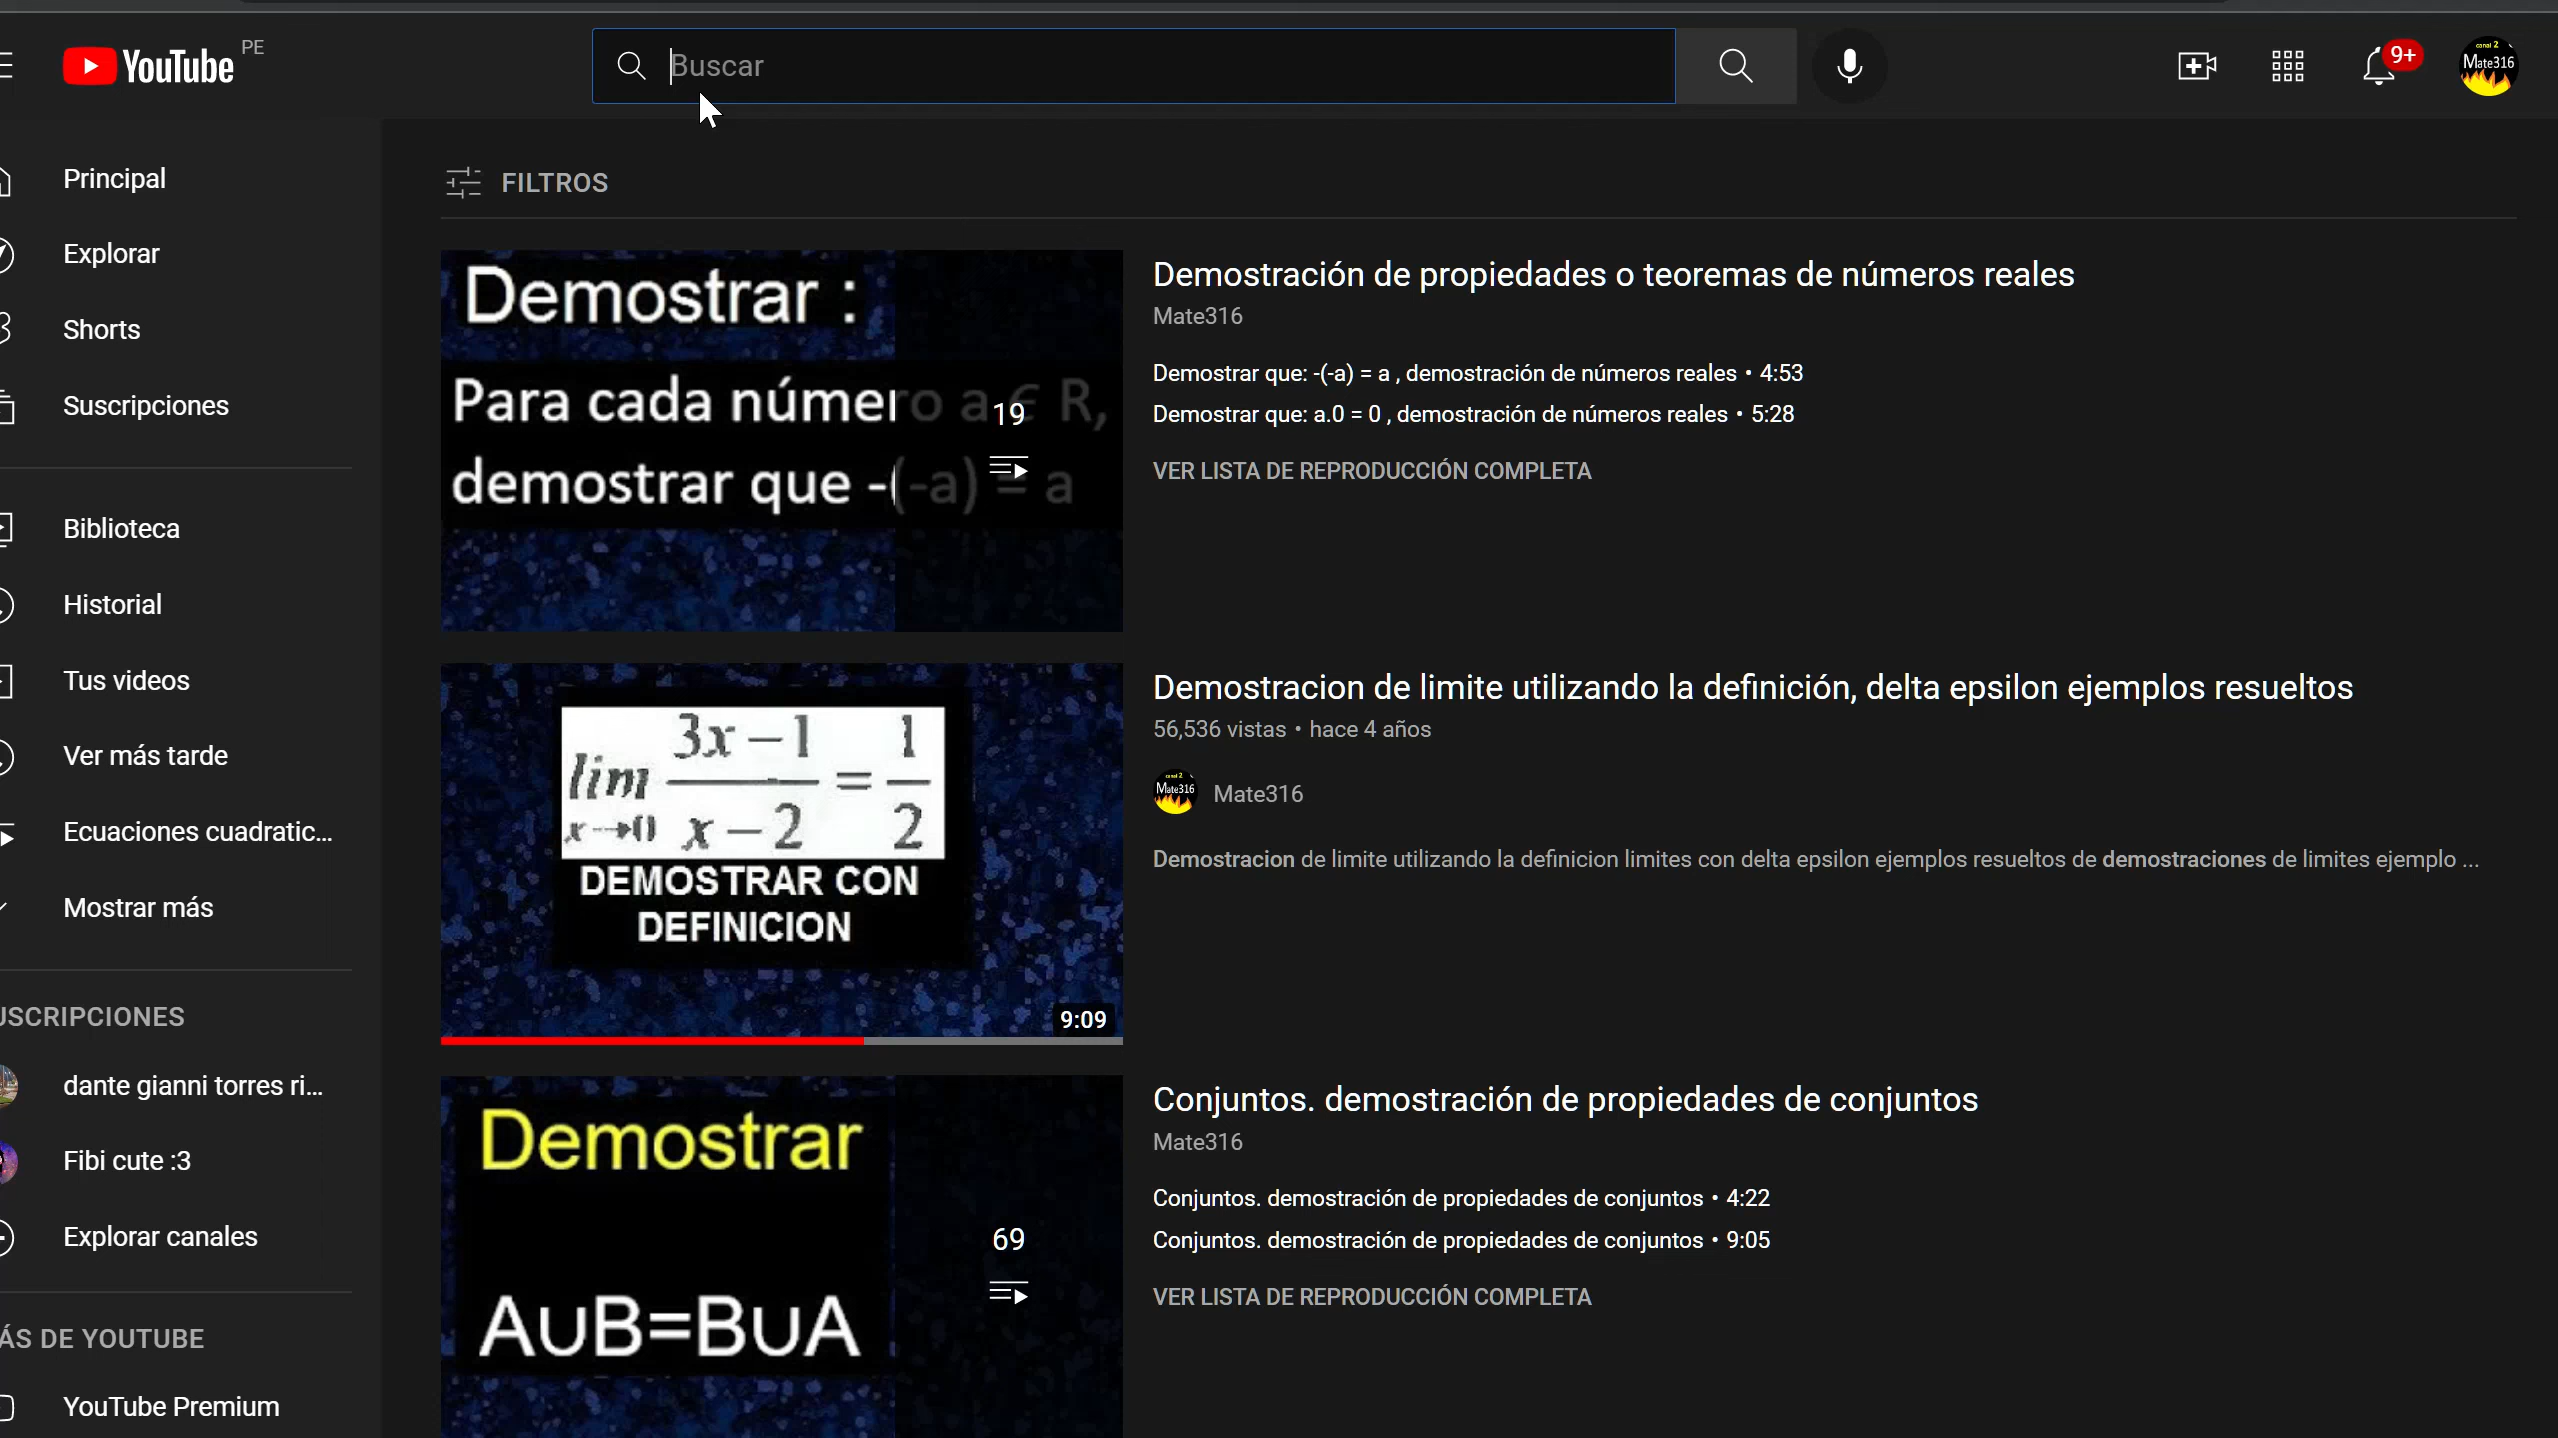 YouTube PE
Buscar
9+
canal 2
Mate316
Principal
Explorar
Shorts
Suscripciones
Biblioteca
Historial
Tus videos
Ver más tarde
Ecuaciones cuadratic...
Mostrar más
USCRIPCIONES
dante gianni torres ri...
Fibi cute :3
Explorar canales
ÁS DE YOUTUBE
YouTube Premium
FILTROS
Demostrar :
Para cada número a ∈ R,
demostrar que -(-a) = a
19
Demostración de propiedades o teoremas de números reales
Mate316
Demostrar que: -(-a) = a , demostración de números reales • 4:53
Demostrar que: a.0 = 0 , demostración de números reales • 5:28
VER LISTA DE REPRODUCCIÓN COMPLETA
lim x→0 3x−1 / x−2 = 1/2
DEMOSTRAR CON
DEFINICION
9:09
Demostracion de limite utilizando la definición, delta epsilon ejemplos resueltos
56,536 vistas • hace 4 años
canal 2
Mate316
Mate316
Demostracion de limite utilizando la definicion limites con delta epsilon ejemplos resueltos de demostraciones de limites ejemplo ...
Demostrar
AuB=BuA
69
Conjuntos. demostración de propiedades de conjuntos
Mate316
Conjuntos. demostración de propiedades de conjuntos • 4:22
Conjuntos. demostración de propiedades de conjuntos • 9:05
VER LISTA DE REPRODUCCIÓN COMPLETA